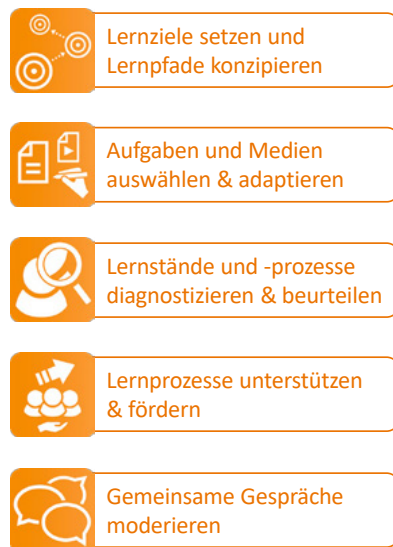 Lernziele setzen und
Lernpfade konzipieren
Aufgaben und Medien
auswählen & adaptieren
Lernstände und -prozesse
diagnostizieren & beurteilen
Lernprozesse unterstützen
& fördern
Gemeinsame Gespräche
moderieren